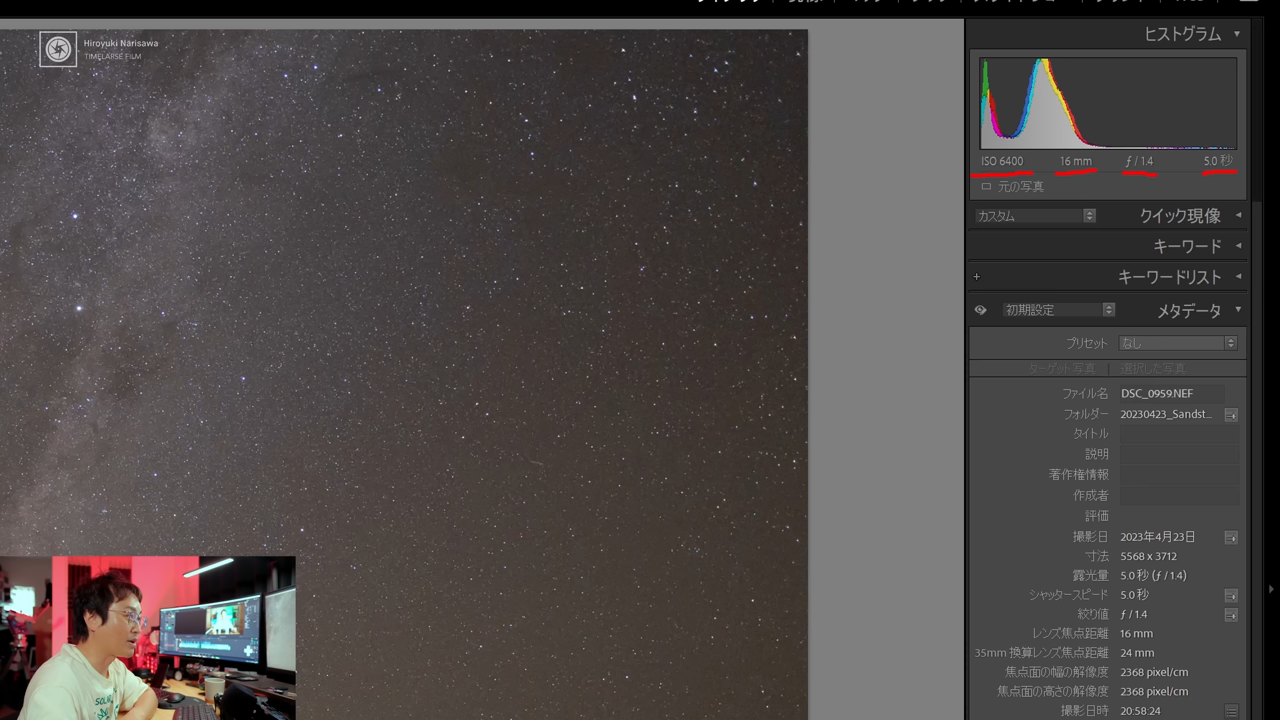 Hiroyuki Narisawa
TIMELAPSE FILM
ヒストグラム
ISO 6400
16 mm
ƒ / 1.4
5.0 秒
元の写真
カスタム
クイック現像
キーワード
+
キーワードリスト
初期設定
メタデータ
プリセット なし
ターゲット写真 | 選択した写真
ファイル名 DSC_0959.NEF
フォルダー 20230423_Sandst...
タイトル
説明
著作権情報
作成者
評価
撮影日 2023年4月23日
寸法 5568 x 3712
露光量 5.0 秒 (ƒ / 1.4)
シャッタースピード 5.0 秒
絞り値 ƒ / 1.4
レンズ焦点距離 16 mm
35mm 換算レンズ焦点距離 24 mm
焦点面の幅の解像度 2368 pixel/cm
焦点面の高さの解像度 2368 pixel/cm
撮影日時 20:58:24